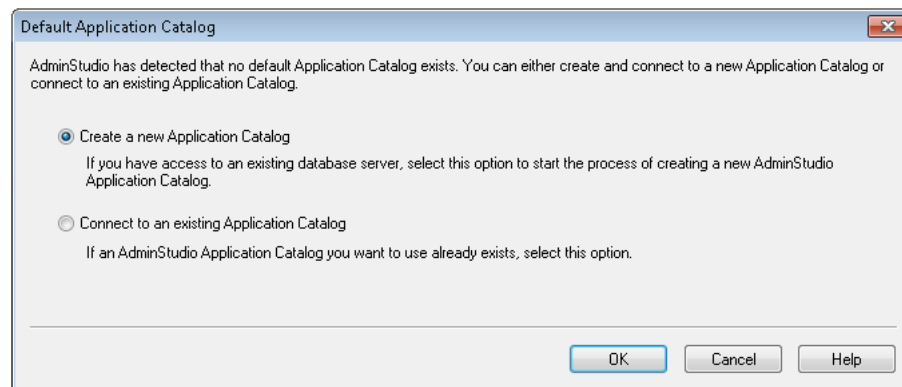 Default Application Catalog
AdminStudio has detected that no default Application Catalog exists. You can either create and connect to a new Application Catalog or
connect to an existing Application Catalog.
Create a new Application Catalog
If you have access to an existing database server, select this option to start the process of creating a new AdminStudio
Application Catalog.
Connect to an existing Application Catalog
If an AdminStudio Application Catalog you want to use already exists, select this option.
OK Cancel Help